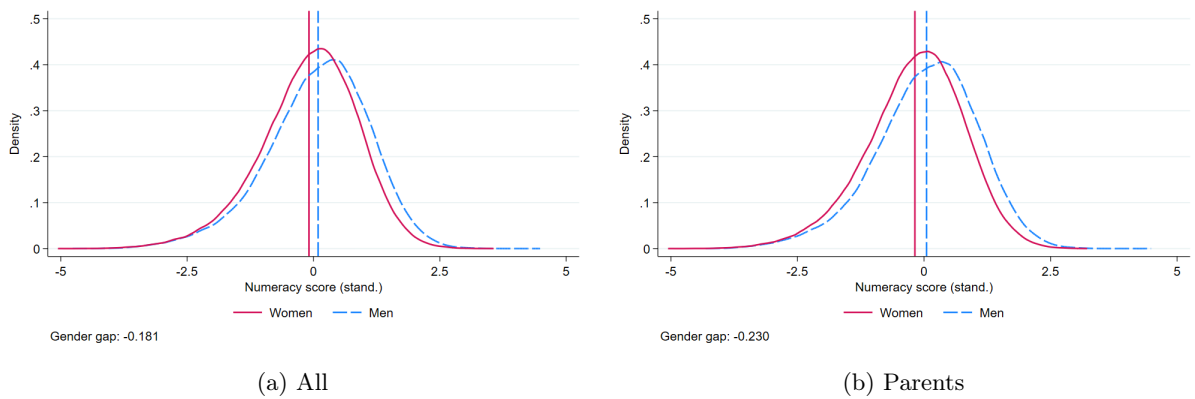 .5
.4
.3
.2
.1
0
Density
-5 -2.5 0 2.5 5
Numeracy score (stand.)
Women Men
Gender gap: -0.181
(a) All
.5
.4
.3
.2
.1
0
Density
-5 -2.5 0 2.5 5
Numeracy score (stand.)
Women Men
Gender gap: -0.230
(b) Parents